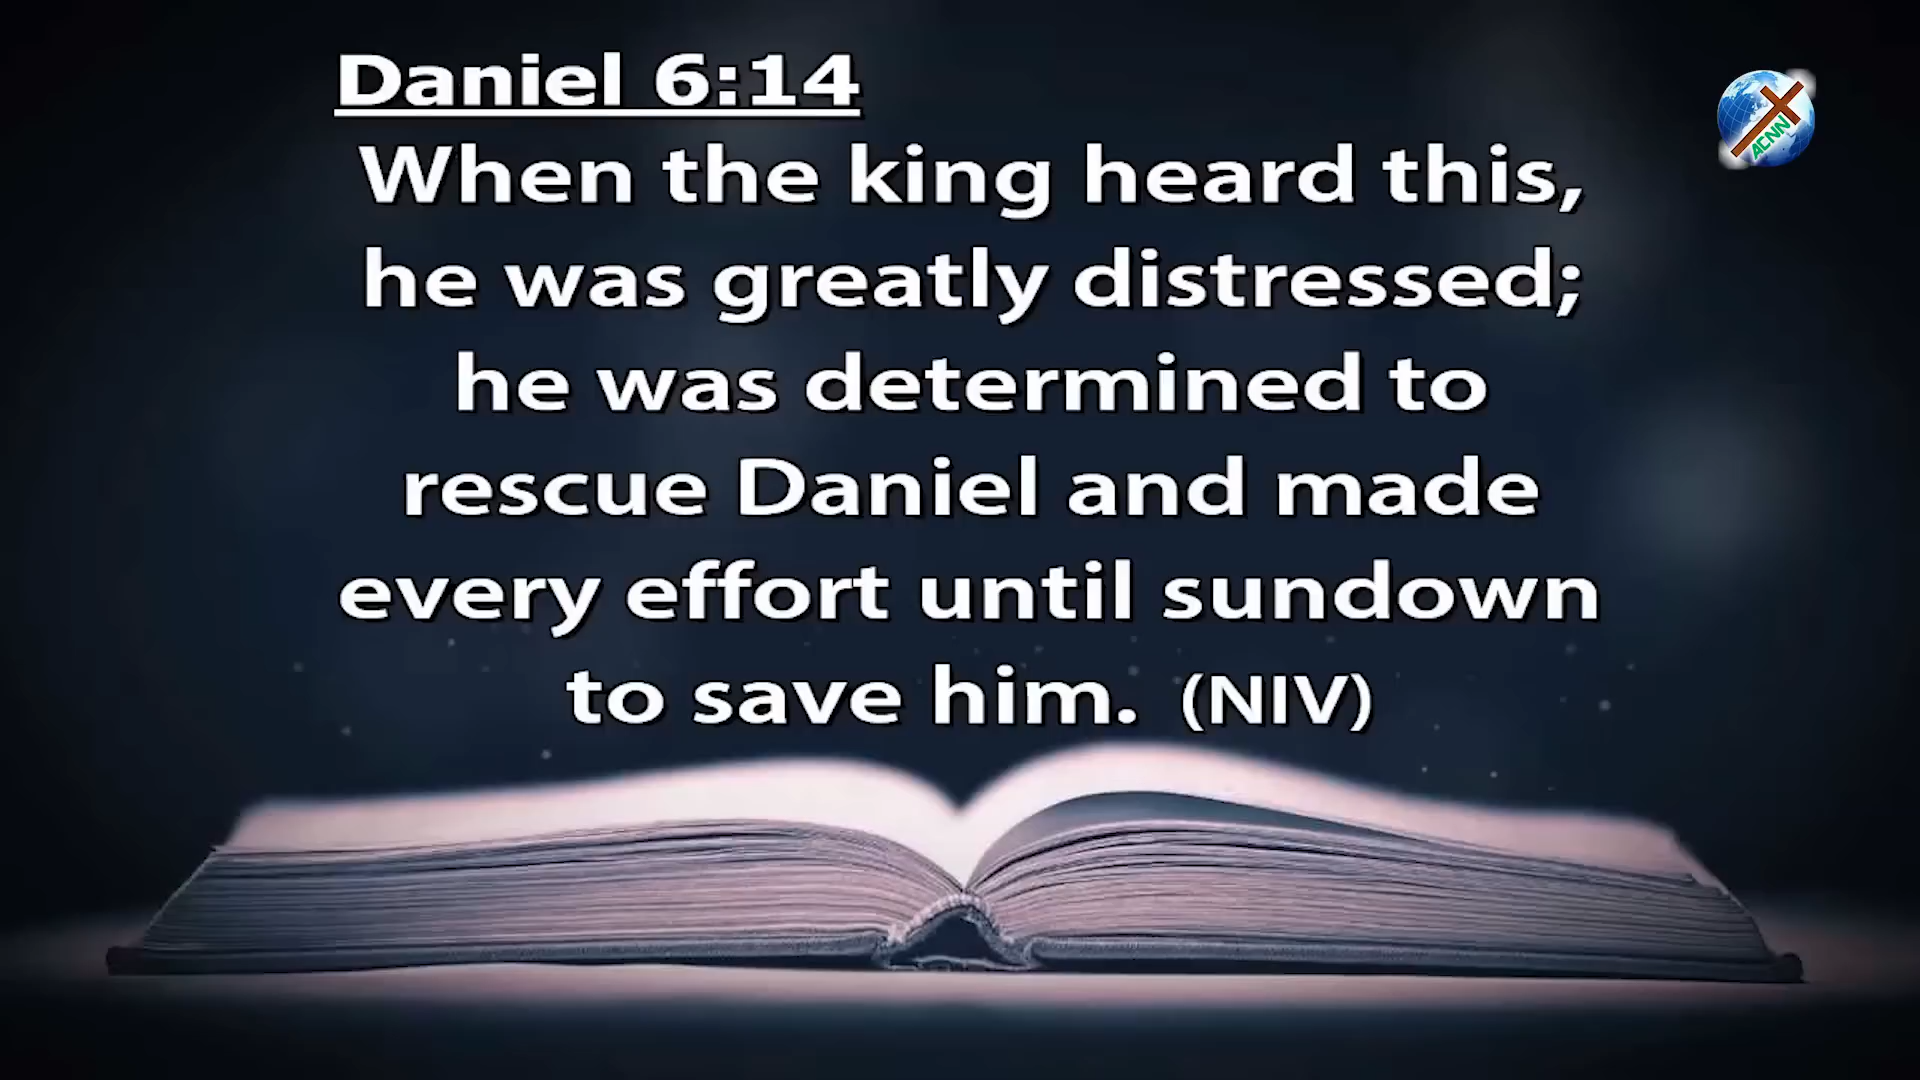 Daniel 6:14
When the king heard this,
he was greatly distressed;
he was determined to
rescue Daniel and made
every effort until sundown
to save him. (NIV)
ACNN